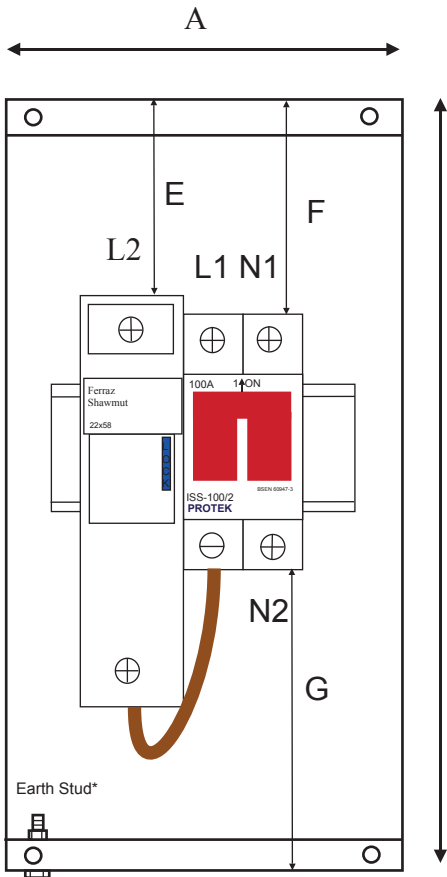 A
E
F
L2
L1 N1
Ferraz
Shawmut
22x58
LOOK
100A 1 ON
BSEN 60947-3
ISS-100/2
PROTEK
N2
G
Earth Stud*